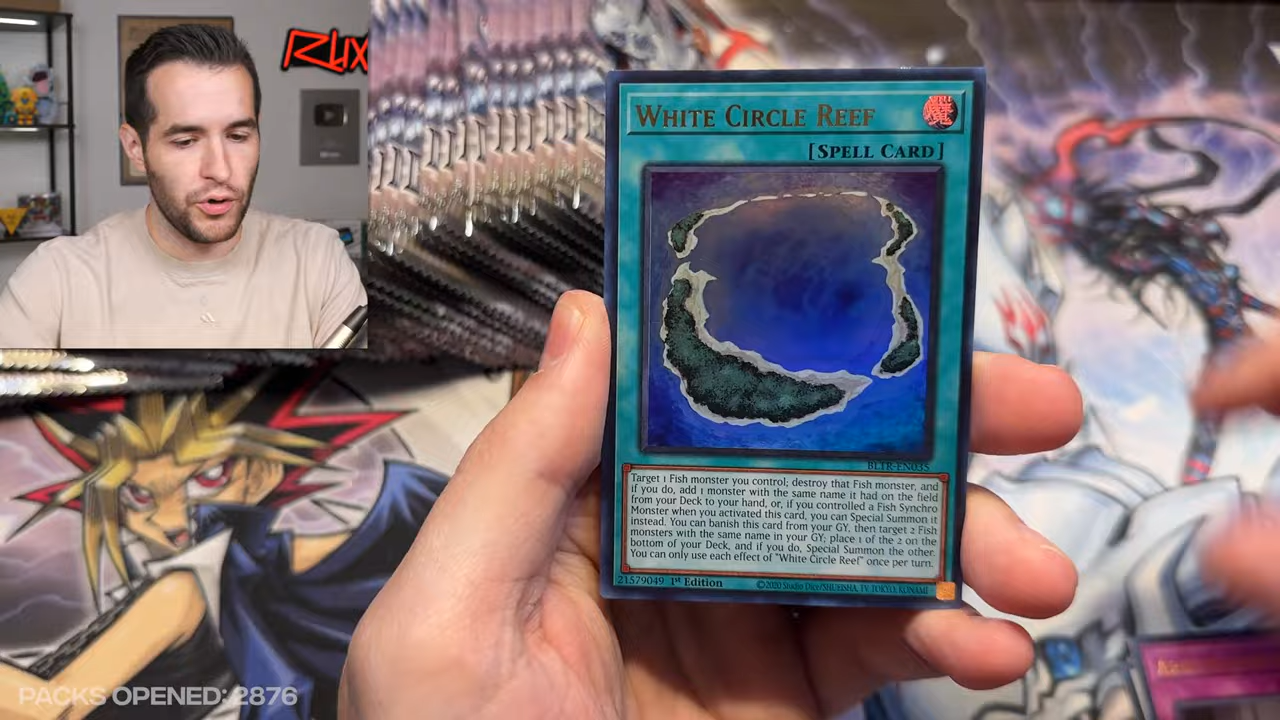 WHITE CIRCLE REEF
魔
[SPELL CARD]
BLTR-EN035
Target 1 Fish monster you control; destroy that Fish monster, and
if you do, add 1 monster with the same name it had on the field
from your Deck to your hand, or, if you controlled a Fish Synchro
Monster when you activated this card, you can Special Summon it
instead. You can banish this card from your GY, then target 2 Fish
monsters with the same name in your GY; place 1 of the 2 on the
bottom of your Deck, and if you do, Special Summon the other.
You can only use each effect of "White Circle Reef" once per turn.
21579049 1st Edition ©2020 Studio Dice/SHUEISHA, TV TOKYO, KONAMI
PACKS OPENED: 2876